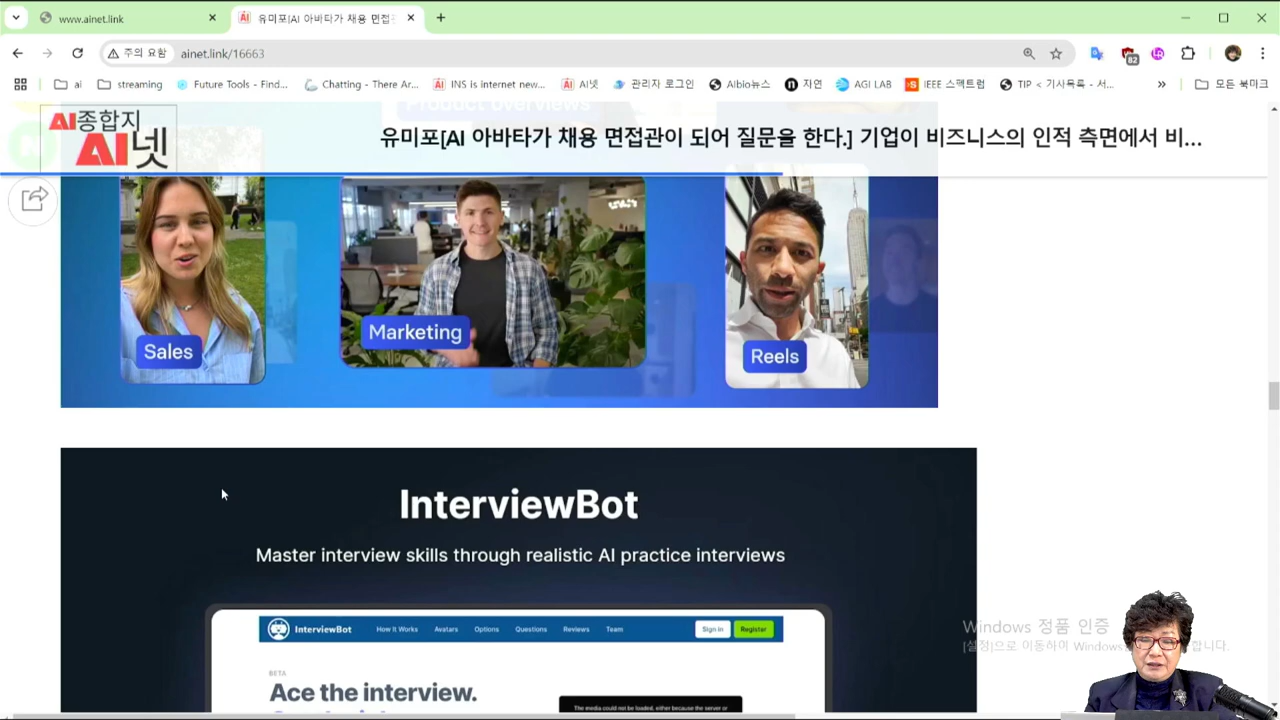 www.ainet.link
유미포[AI 아바타가 채용 면접
주의 요함
ainet.link/16663
82
ai
streaming
Future Tools - Find...
Chatting - There Ar...
INS is internet new...
AI넷
관리자 로그인
Aibio뉴스
자연
AGI LAB
IEEE 스펙트럼
TIP < 기사목록 - 서...
»
모든 북마크
Product overviews
AI종합지
AI넷
유미포[AI 아바타가 채용 면접관이 되어 질문을 한다.] 기업이 비즈니스의 인적 측면에서 비...
Sales
Marketing
Reels
InterviewBot
Master interview skills through realistic AI practice interviews
InterviewBot
How It Works
Avatars
Options
Questions
Reviews
Team
Sign in
Register
BETA
Ace the interview.
The media could not be loaded, either because the server or
Windows 정품 인증
[설정]으로 이동하여 Windows 합니다.